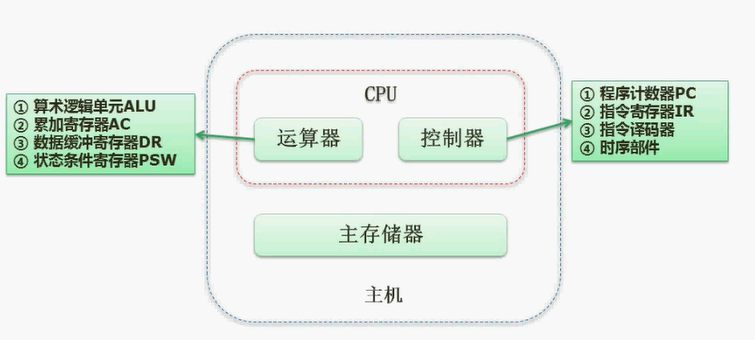 CPU
① 算术逻辑单元ALU
② 累加寄存器AC
③ 数据缓冲寄存器DR
④ 状态条件寄存器PSW
运算器
控制器
① 程序计数器PC
② 指令寄存器IR
③ 指令译码器
④ 时序部件
主存储器
主机